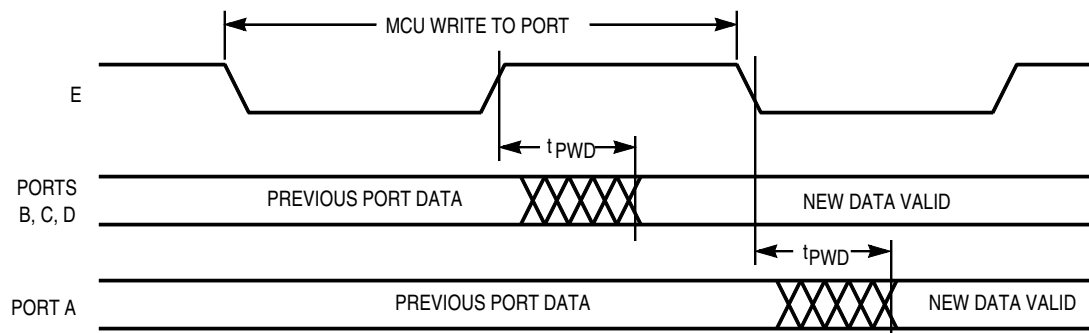 MCU WRITE TO PORT
E
tPWD
PORTS
B, C, D
PREVIOUS PORT DATA
NEW DATA VALID
tPWD
PORT A
PREVIOUS PORT DATA
NEW DATA VALID